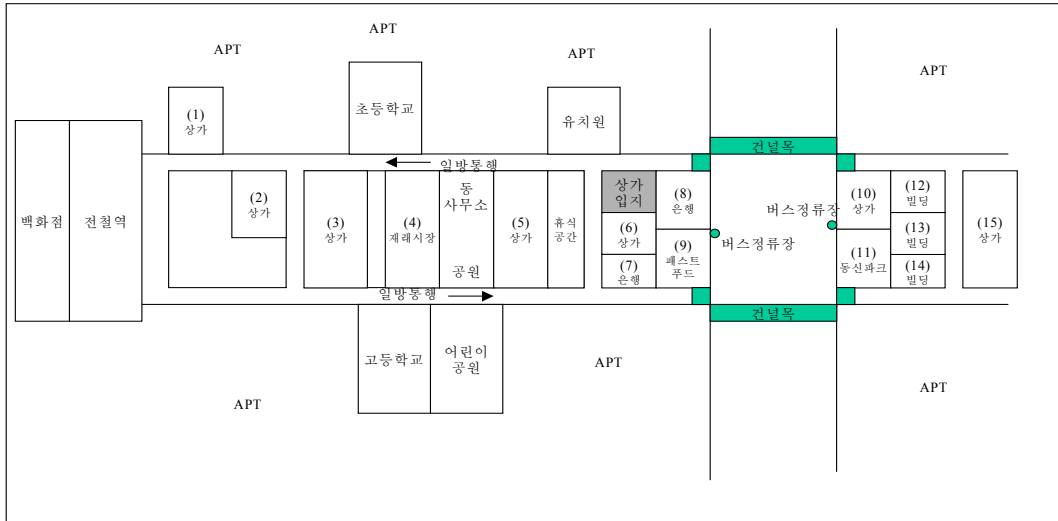 APT
APT
APT
APT
(1)
상가
초등학교
유치원
건널목
일방통행
백화점
전철역
(2)
상가
(3)
상가
(4)
재래시장
동
사무소
공원
(5)
상가
휴식
공간
상가
입지
(6)
상가
(7)
은행
(8)
은행
(9)
패스트
푸드
버스정류장
버스정류장
(10)
상가
(11)
동신파크
(12)
빌딩
(13)
빌딩
(14)
빌딩
(15)
상가
일방통행
건널목
고등학교
어린이
공원
APT
APT
APT